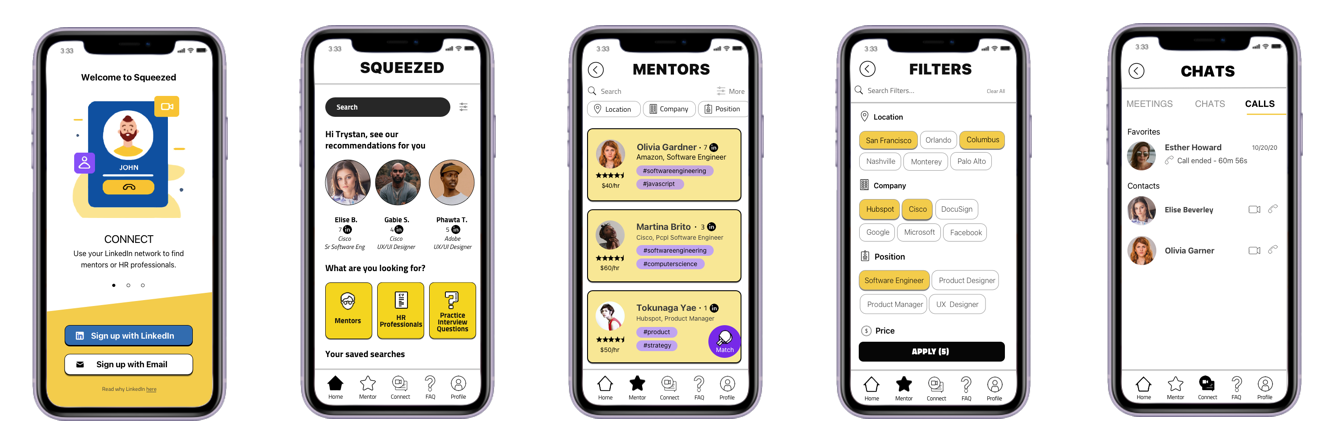 3:33
Welcome to Squeezed
JOHN
CONNECT
Use your LinkedIn network to find
mentors or HR professionals.
in Sign up with LinkedIn
Sign up with Email
Read why LinkedIn here
3:33
SQUEEZED
Search
Hi Trystan, see our
recommendations for you
Elise B. Gabie S. Phawta T.
7 in 4 in 5 in
Cisco Cisco Adobe
Sr Software Eng UX/UI Designer UX/UI Designer
What are you looking for?
Mentors
HR
Professionals
Practice
Interview
Questions
Your saved searches
Home Mentor Connect FAQ Profile
3:33
MENTORS
Search More
Location Company Position
Olivia Gardner · 7 in
Amazon, Software Engineer
#softwareengineering
#javascript
$40/hr
Martina Brito · 3 in
Cisco, Pcpl Software Engineer
#softwareengineering
#computerscience
$60/hr
Tokunaga Yae · 1 in
Hubspot, Product Manager
#product
#strategy
$50/hr
Match
Home Mentor Connect FAQ Profile
3:33
FILTERS
Search Filters... Clear All
Location
San Francisco Orlando Columbus
Nashville Monterey Palo Alto
Company
Hubspot Cisco DocuSign
Google Microsoft Facebook
Position
Software Engineer Product Designer
Product Manager UX Designer
$ Price
APPLY (5)
Home Mentor Connect FAQ Profile
3:33
CHATS
MEETINGS CHATS CALLS
Favorites
Esther Howard 10/20/20
Call ended - 60m 56s
Contacts
Elise Beverley
Olivia Garner
Home Mentor Connect FAQ Profile